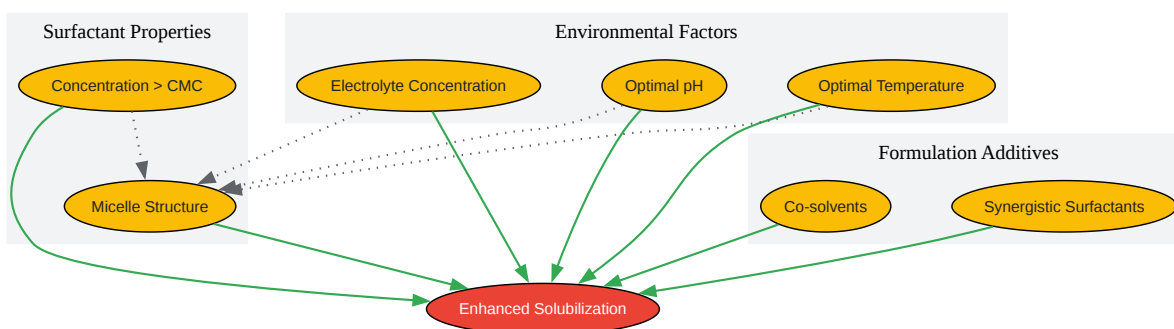 Surfactant Properties
Environmental Factors
Concentration > CMC
Electrolyte Concentration
Optimal pH
Optimal Temperature
Formulation Additives
Micelle Structure
Co-solvents
Synergistic Surfactants
Enhanced Solubilization